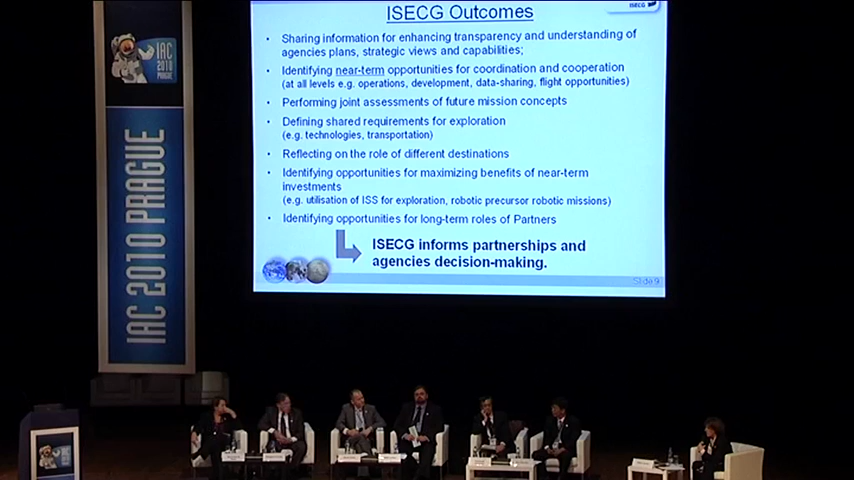 ISECG Outcomes
ISECG
• Sharing information for enhancing transparency and understanding of
agencies plans, strategic views and capabilities;
• Identifying near-term opportunities for coordination and cooperation
(at all levels e.g. operations, development, data-sharing, flight opportunities)
• Performing joint assessments of future mission concepts
• Defining shared requirements for exploration
(e.g. technologies, transportation)
• Reflecting on the role of different destinations
• Identifying opportunities for maximizing benefits of near-term
investments
(e.g. utilisation of ISS for exploration, robotic precursor robotic missions)
• Identifying opportunities for long-term roles of Partners
ISECG informs partnerships and
agencies decision-making.
Slide 9
IAC
2010
PRAGUE
IAC 2010 PRAGUE